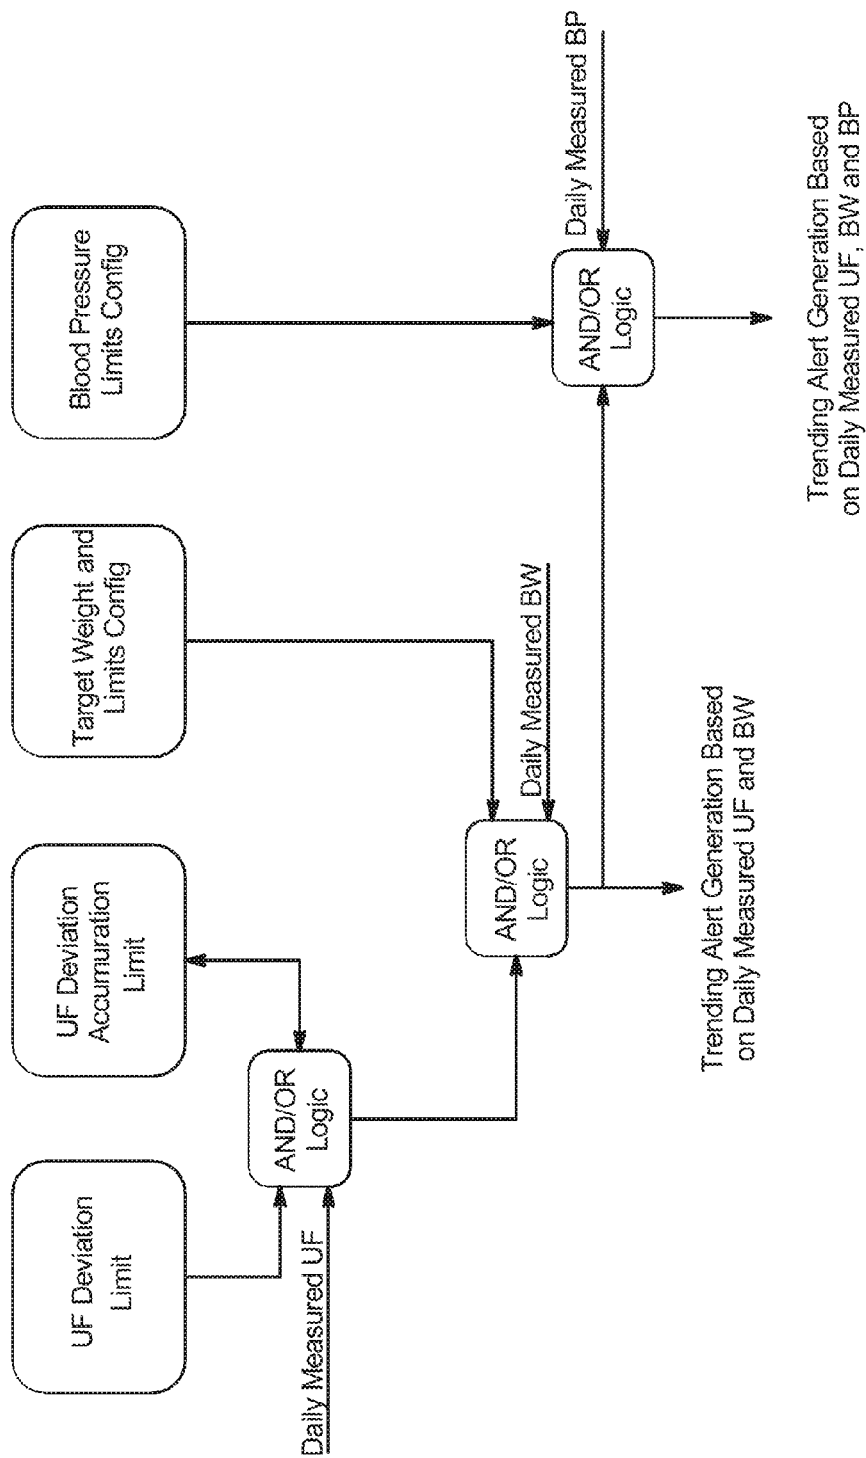 UF Deviation
Limit
UF Deviation
Accumuration
Limit
Target Weight and
Limits Config
Blood Pressure
Limits Config
Daily Measured UF
AND/OR
Logic
AND/OR
Logic
Daily Measured BW
AND/OR
Logic
Daily Measured BP
Trending Alert Generation Based
on Daily Measured UF and BW
Trending Alert Generation Based
on Daily Measured UF, BW and BP